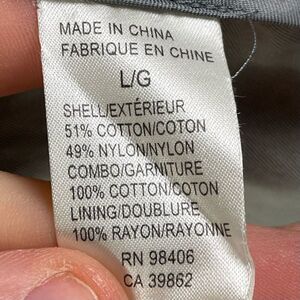 MADE IN CHINA
FABRIQUE EN CHINE
L/G
SHELL/EXTÉRIEUR
51% COTTON/COTON
49% NYLON/NYLON
COMBO/GARNITURE
100% COTTON/COTON
LINING/DOUBLURE
100% RAYON/RAYONNE
RN 98406
CA 39862